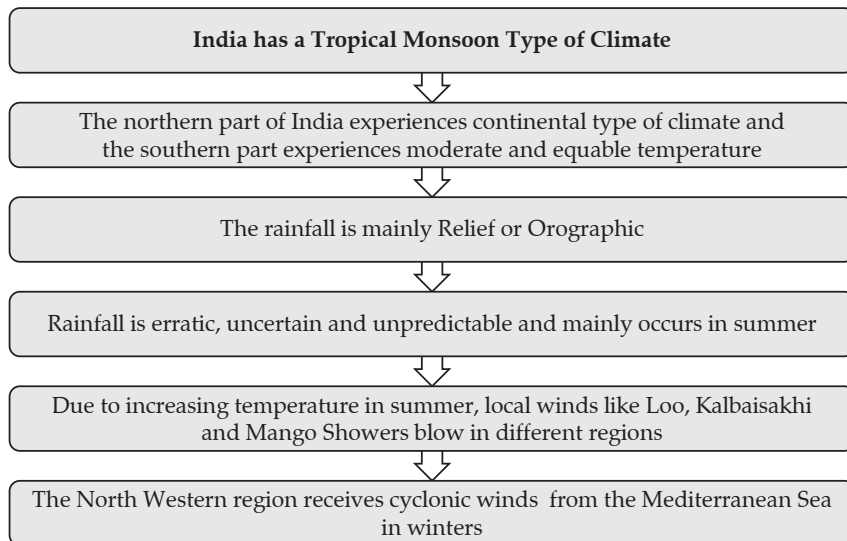 India has a Tropical Monsoon Type of Climate
The northern part of India experiences continental type of climate and
the southern part experiences moderate and equable temperature
The rainfall is mainly Relief or Orographic
Rainfall is erratic, uncertain and unpredictable and mainly occurs in summer
Due to increasing temperature in summer, local winds like Loo, Kalbaisakhi
and Mango Showers blow in different regions
The North Western region receives cyclonic winds from the Mediterranean Sea
in winters